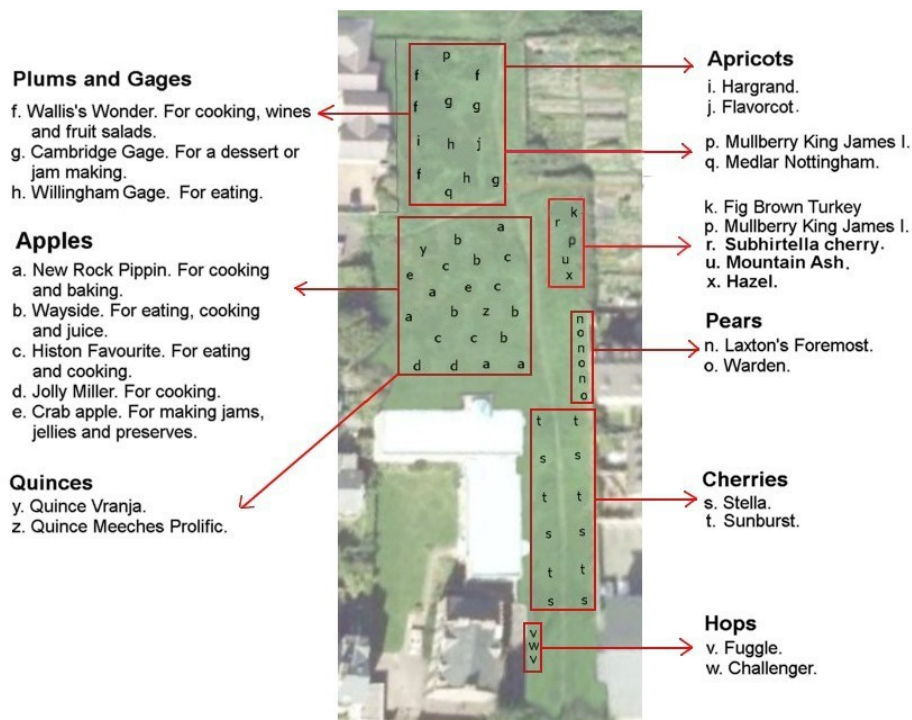 Plums and Gages
f. Wallis's Wonder. For cooking, wines
and fruit salads.
g. Cambridge Gage. For a dessert or
jam making.
h. Willingham Gage. For eating.
Apples
a. New Rock Pippin. For cooking
and baking.
b. Wayside. For eating, cooking
and juice.
c. Histon Favourite. For eating
and cooking.
d. Jolly Miller. For cooking.
e. Crab apple. For making jams,
jellies and preserves.
Quinces
y. Quince Vranja.
z. Quince Meeches Prolific.
p
f f
f g g
i h j
f h g
q
a
y b
c b c
e
a e c
a b z b
c c b
d d a a
k
r
p
u
x
n
o
n
o
n
o
t t
s s
t t
s s
t t
s s
v
w
v
Apricots
i. Hargrand.
j. Flavorcot.
p. Mullberry King James I.
q. Medlar Nottingham.
k. Fig Brown Turkey
p. Mullberry King James I.
r. Subhirtella cherry.
u. Mountain Ash.
x. Hazel.
Pears
n. Laxton's Foremost.
o. Warden.
Cherries
s. Stella.
t. Sunburst.
Hops
v. Fuggle.
w. Challenger.